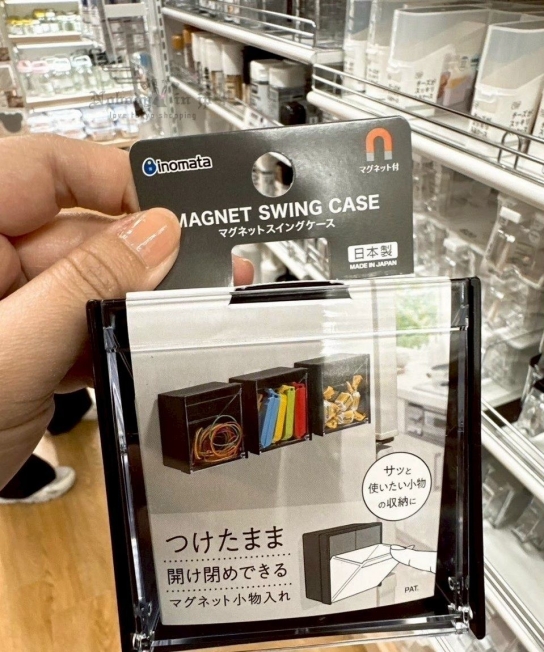 inomata
マグネット付
MAGNET SWING CASE
マグネットスイングケース
日本製
MADE IN JAPAN
サッと
使いたい小物
の収納に
つけたまま
開け閉めできる
マグネット小物入れ
PAT.